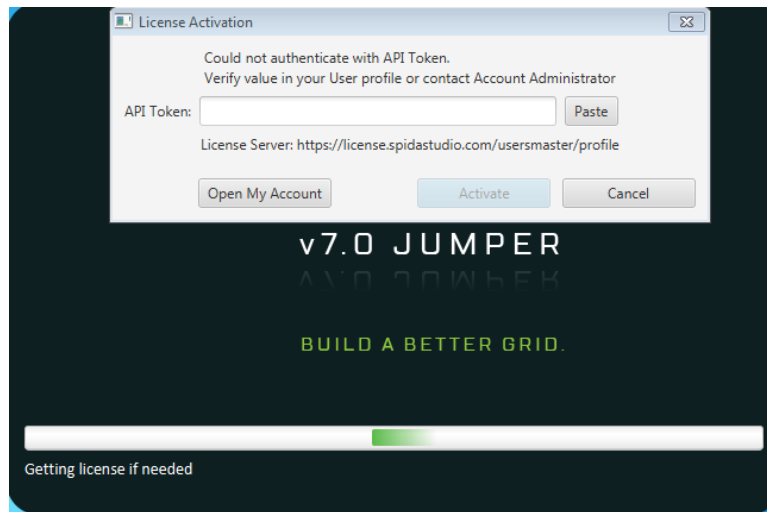 License Activation
Could not authenticate with API Token.
Verify value in your User profile or contact Account Administrator
API Token:
Paste
License Server: https://license.spidastudio.com/usersmaster/profile
Open My Account
Activate
Cancel
v7.0 JUMPER
BUILD A BETTER GRID.
Getting license if needed